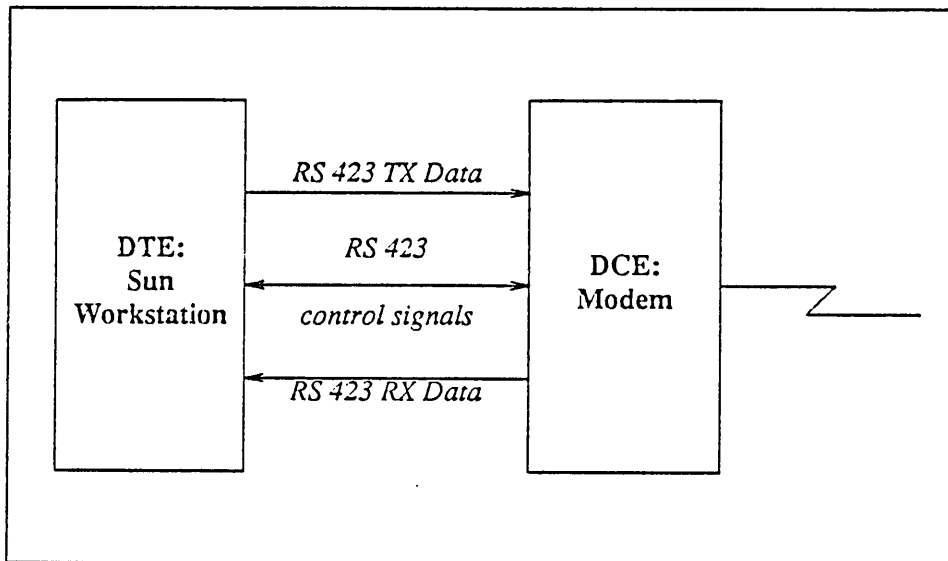 RS 423 TX Data
DTE:
Sun
Workstation
RS 423
control signals
DCE:
Modem
RS 423 RX Data